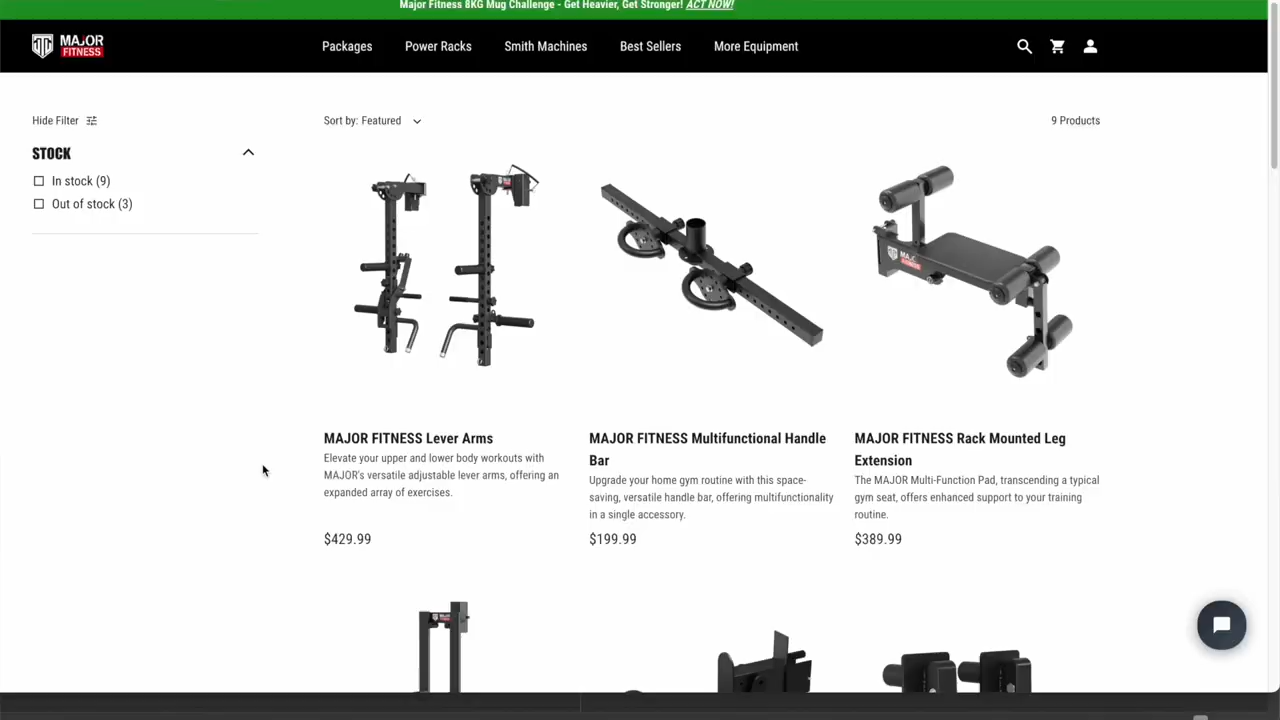 Major Fitness 8KG Mug Challenge - Get Heavier, Get Stronger! ACT NOW!
MAJOR
FITNESS
Packages
Power Racks
Smith Machines
Best Sellers
More Equipment
Hide Filter
Sort by: Featured
9 Products
STOCK
In stock (9)
Out of stock (3)
MAJOR FITNESS Lever Arms
Elevate your upper and lower body workouts with
MAJOR's versatile adjustable lever arms, offering an
expanded array of exercises.
$429.99
MAJOR FITNESS Multifunctional Handle
Bar
Upgrade your home gym routine with this space-
saving, versatile handle bar, offering multifunctionality
in a single accessory.
$199.99
MAJOR FITNESS Rack Mounted Leg
Extension
The MAJOR Multi-Function Pad, transcending a typical
gym seat, offers enhanced support to your training
routine.
$389.99